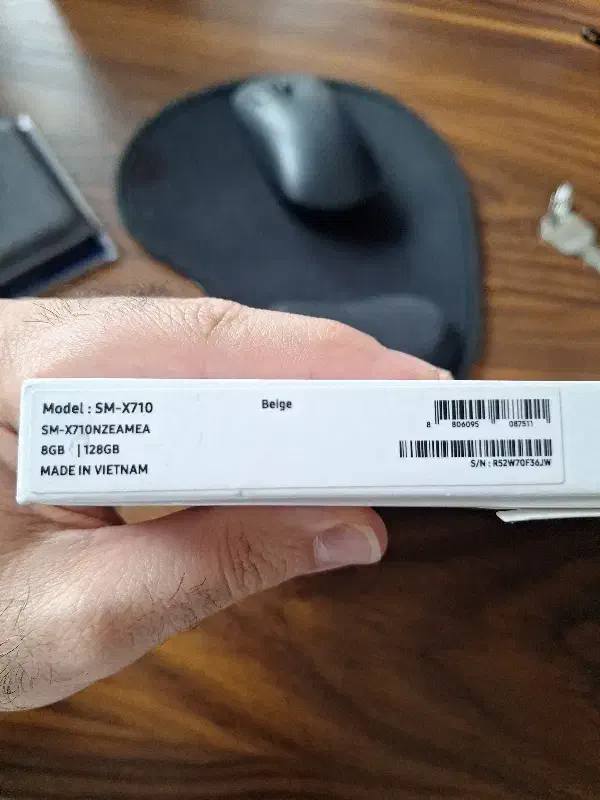 Model : SM-X710
SM-X710NZEAMEA
8GB | 128GB
MADE IN VIETNAM
Beige
8 806095 087511
S/N : R52W70F36JW